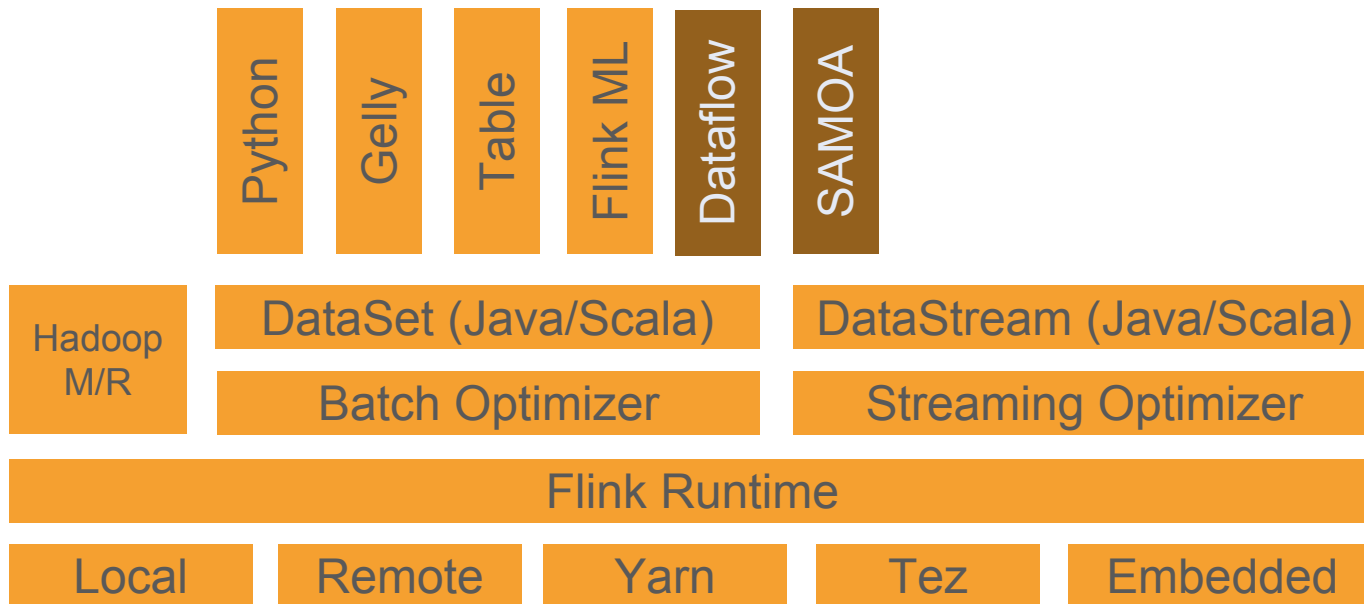 Python
Gelly
Table
Flink ML
Dataflow
SAMOA
Hadoop
M/R
DataSet (Java/Scala)
DataStream (Java/Scala)
Batch Optimizer
Streaming Optimizer
Flink Runtime
Local
Remote
Yarn
Tez
Embedded